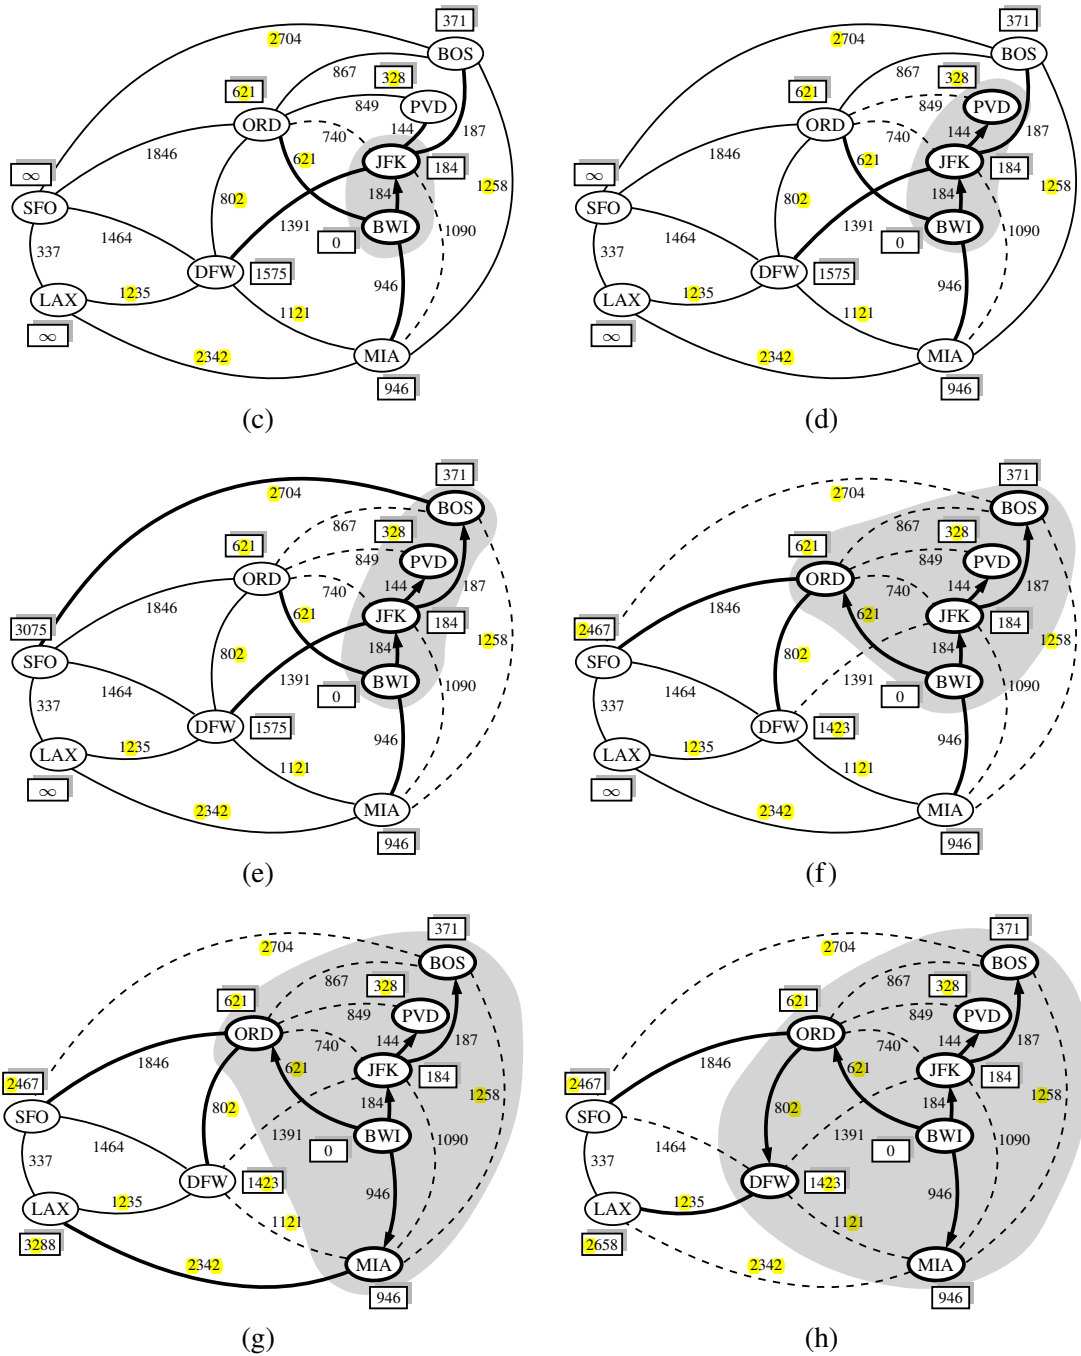 371
2704
BOS
867
328
621
849
PVD
ORD
740
144
187
1846
621
JFK
184
∞
802
184
1258
SFO
1464
1391
BWI
0
1090
337
DFW
1575
LAX
1235
946
1121
∞
2342
MIA
946
(c)
371
2704
BOS
867
328
621
849
PVD
ORD
740
144
187
1846
621
JFK
184
∞
802
184
1258
SFO
1464
1391
BWI
0
1090
337
DFW
1575
LAX
1235
946
1121
∞
2342
MIA
946
(d)
371
2704
BOS
867
328
621
849
PVD
ORD
740
144
187
1846
621
JFK
184
3075
802
184
1258
SFO
1464
1391
BWI
0
1090
337
DFW
1575
LAX
1235
946
1121
∞
2342
MIA
946
(e)
371
2704
BOS
867
328
621
849
PVD
ORD
740
144
187
1846
621
JFK
184
2467
802
184
1258
SFO
1464
1391
BWI
0
1090
337
DFW
1423
LAX
1235
946
1121
∞
2342
MIA
946
(f)
371
2704
BOS
867
328
621
849
PVD
ORD
740
144
187
1846
621
JFK
184
2467
802
184
1258
SFO
1464
1391
BWI
0
1090
337
DFW
1423
LAX
1235
946
1121
3288
2342
MIA
946
(g)
371
2704
BOS
867
328
621
849
PVD
ORD
740
144
187
1846
621
JFK
184
2467
802
184
1258
SFO
1464
1391
BWI
0
1090
337
DFW
1423
LAX
1235
946
1121
2658
2342
MIA
946
(h)